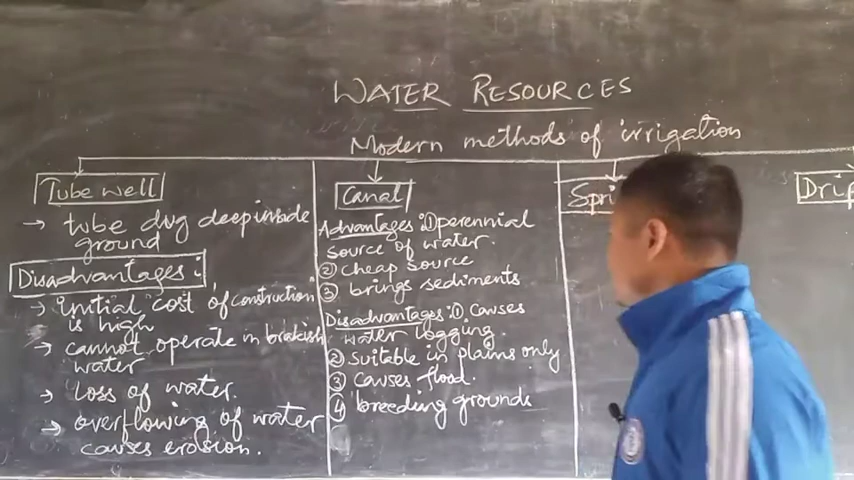 WATER RESOURCES
Modern methods of irrigation
Tube well
→ tube dug deep inside
ground
Disadvantages :
→ initial cost of construction
is high
→ cannot operate in brakish
water
→ loss of water.
→ overflowing of water
causes erosion.
Canal
Advantages : ① perennial
source of water.
② cheap source
③ brings sediments
Disadvantages : ① causes
water logging.
② suitable in plains only
③ causes flood.
④ breeding grounds
Spri
Drip